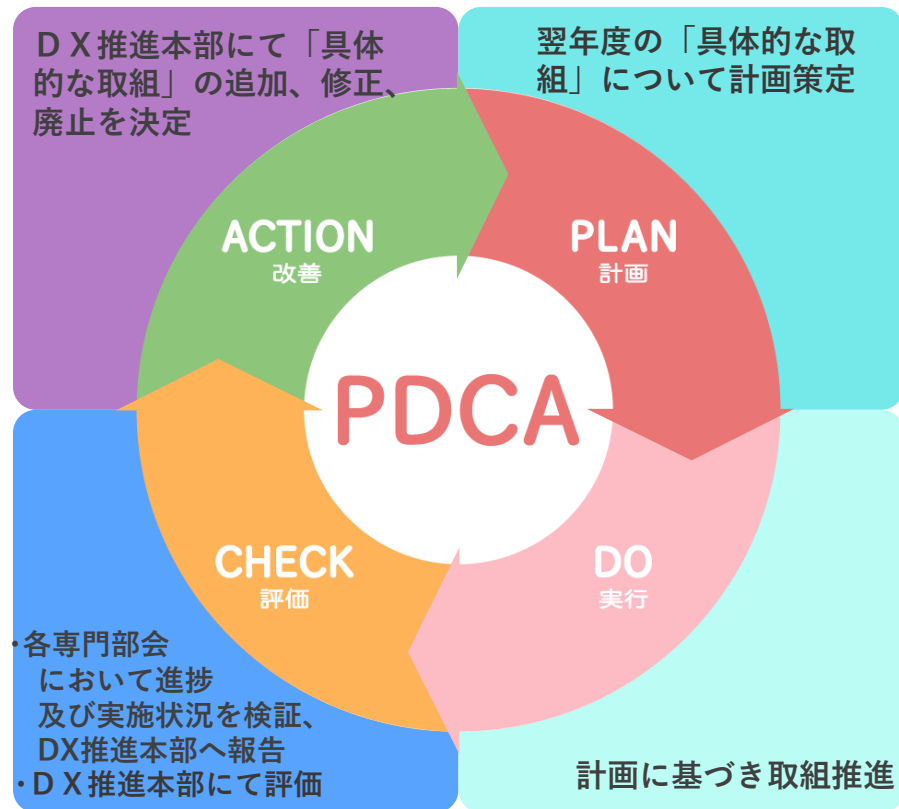 ＤＸ推進本部にて「具体
的な取組」の追加、修正、
廃止を決定
翌年度の「具体的な取
組」について計画策定
ACTION
改善
PLAN
計画
PDCA
CHECK
評価
DO
実行
・各専門部会
において進捗
及び実施状況を検証、
DX推進本部へ報告
・ＤＸ推進本部にて評価
計画に基づき取組推進